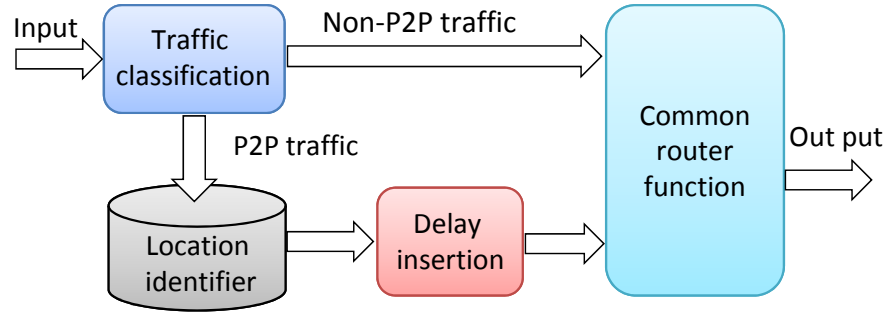 Input
Traffic
classification
Non-P2P traffic
P2P traffic
Location
identifier
Delay
insertion
Common
router
function
Out put